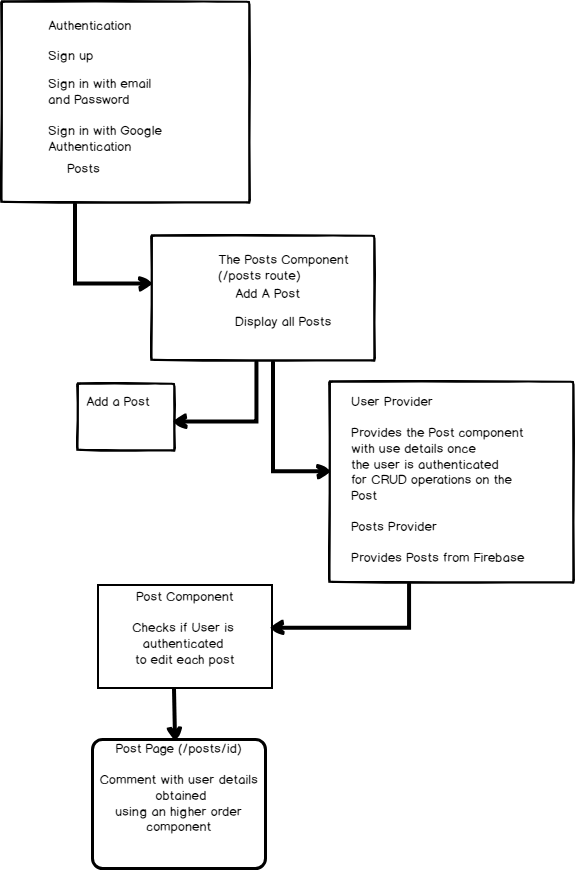 Authentication
Sign up
Sign in with email
and Password
Sign in with Google
Authentication
Posts
The Posts Component
(/posts route)
Add A Post
Display all Posts
Add a Post
User Provider
Provides the Post component
with use details once
the user is authenticated
for CRUD operations on the
Post
Posts Provider
Provides Posts from Firebase
Post Component
Checks if User is
authenticated
to edit each post
Post Page (/posts/id)
Comment with user details
obtained
using an higher order
component